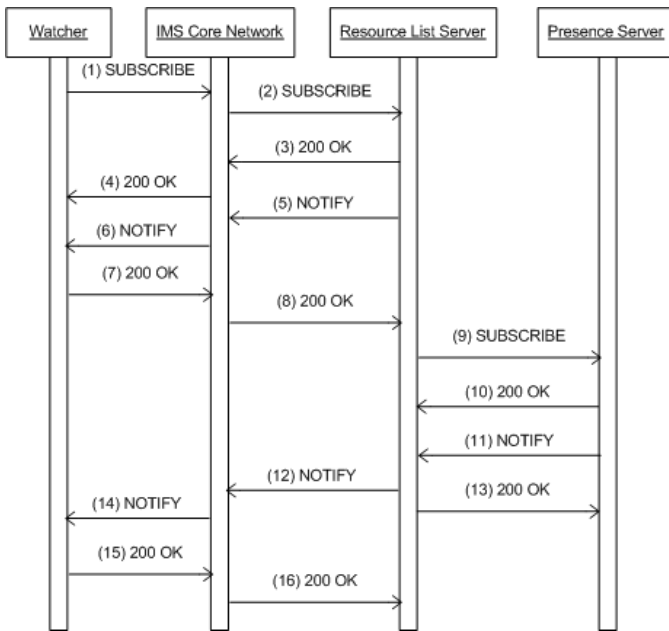 Watcher
IMS Core Network
Resource List Server
Presence Server
(1) SUBSCRIBE
(2) SUBSCRIBE
(3) 200 OK
(4) 200 OK
(5) NOTIFY
(6) NOTIFY
(7) 200 OK
(8) 200 OK
(9) SUBSCRIBE
(10) 200 OK
(11) NOTIFY
(12) NOTIFY
(13) 200 OK
(14) NOTIFY
(15) 200 OK
(16) 200 OK